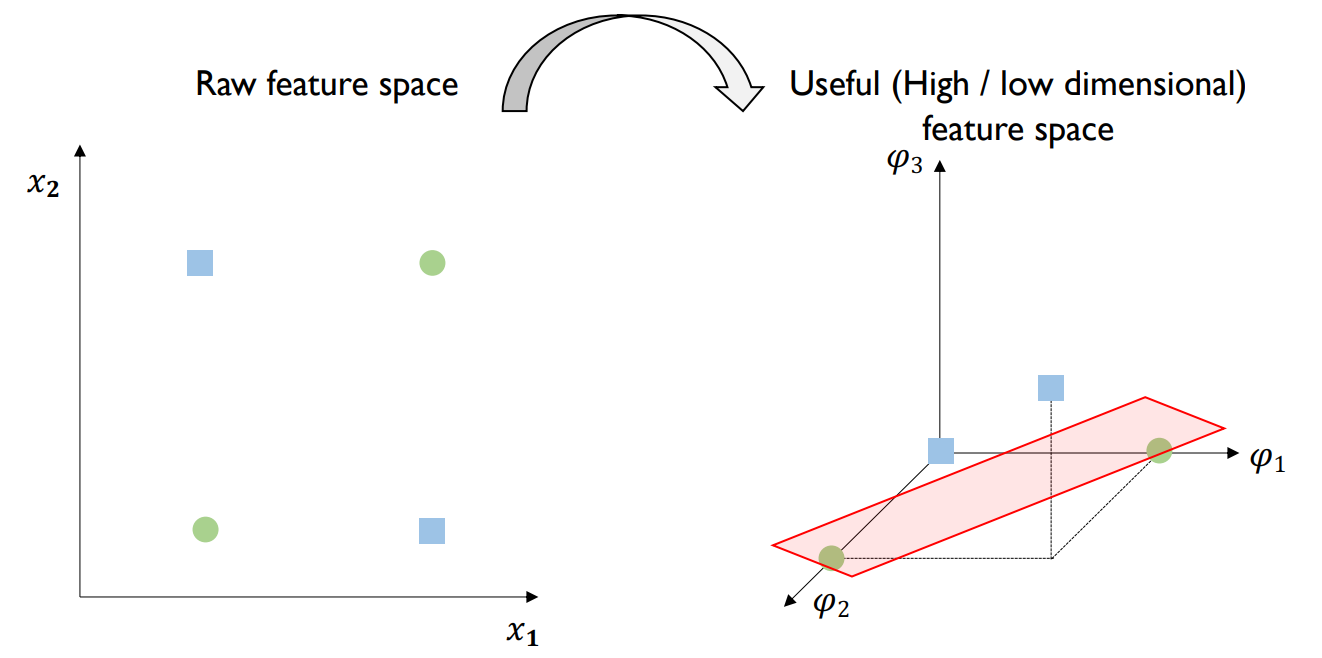 Raw feature space
Useful (High / low dimensional)
feature space
x₂
x₁
φ₃
φ₁
φ₂